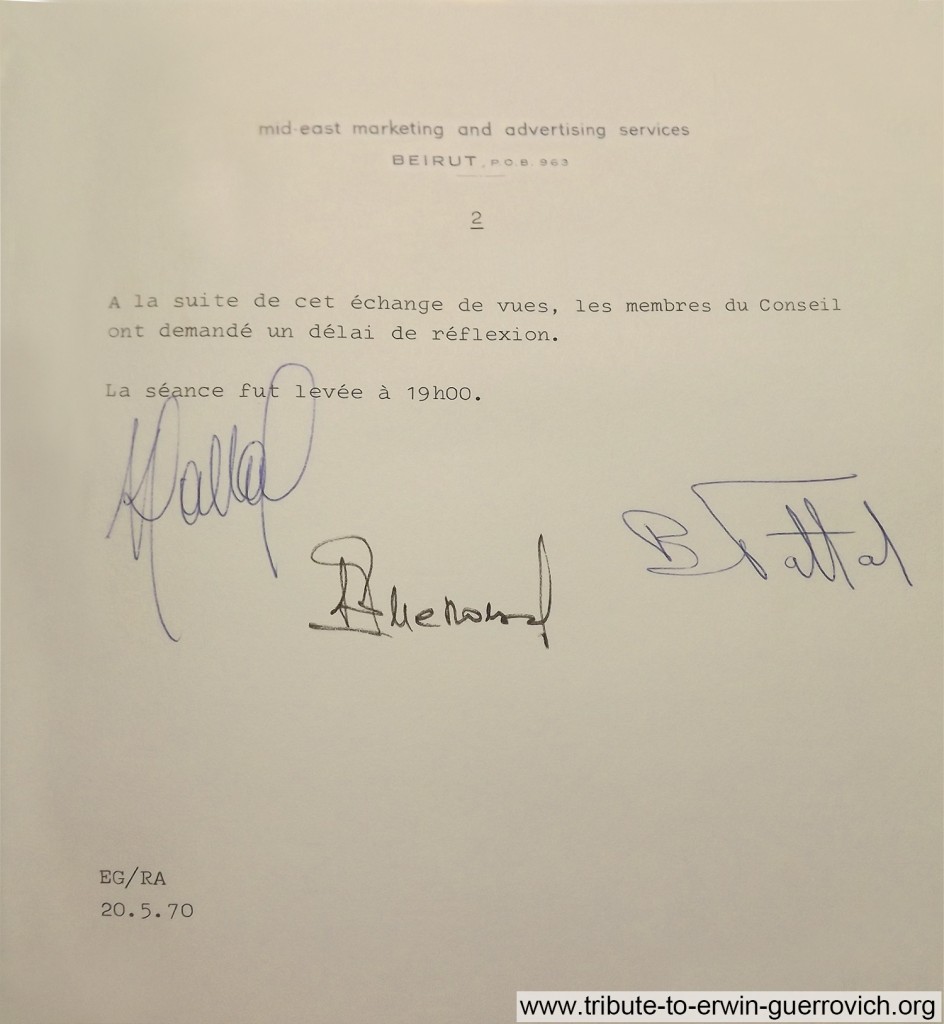 mid-east marketing and advertising services
BEIRUT, P.O.B. 963
2
A la suite de cet échange de vues, les membres du Conseil
ont demandé un délai de réflexion.
La séance fut levée à 19h00.
B Fattal
EG/RA
20.5.70
www.tribute-to-erwin-guerrovich.org